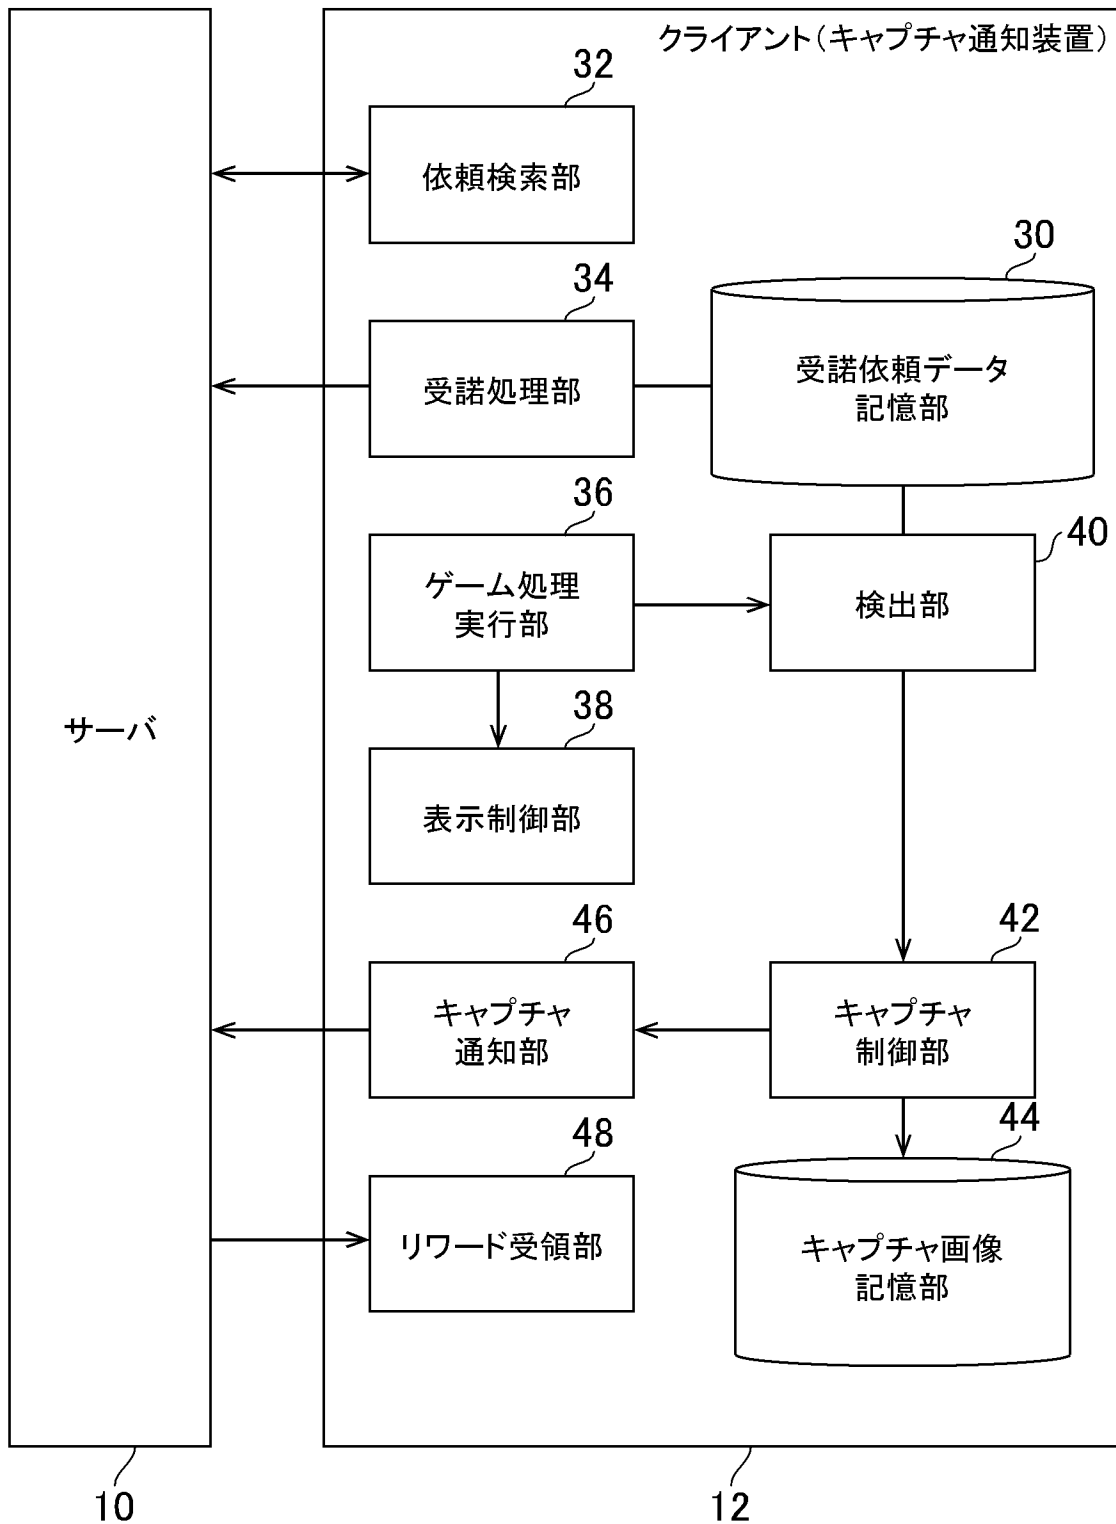 クライアント（キャプチャ通知装置）
32
依頼検索部
30
34
受諾依頼データ
記憶部
受諾処理部
36
40
ゲーム処理
実行部
検出部
サーバ
38
表示制御部
46
42
キャプチャ
通知部
キャプチャ
制御部
48
44
リワード受領部
キャプチャ画像
記憶部
10
12